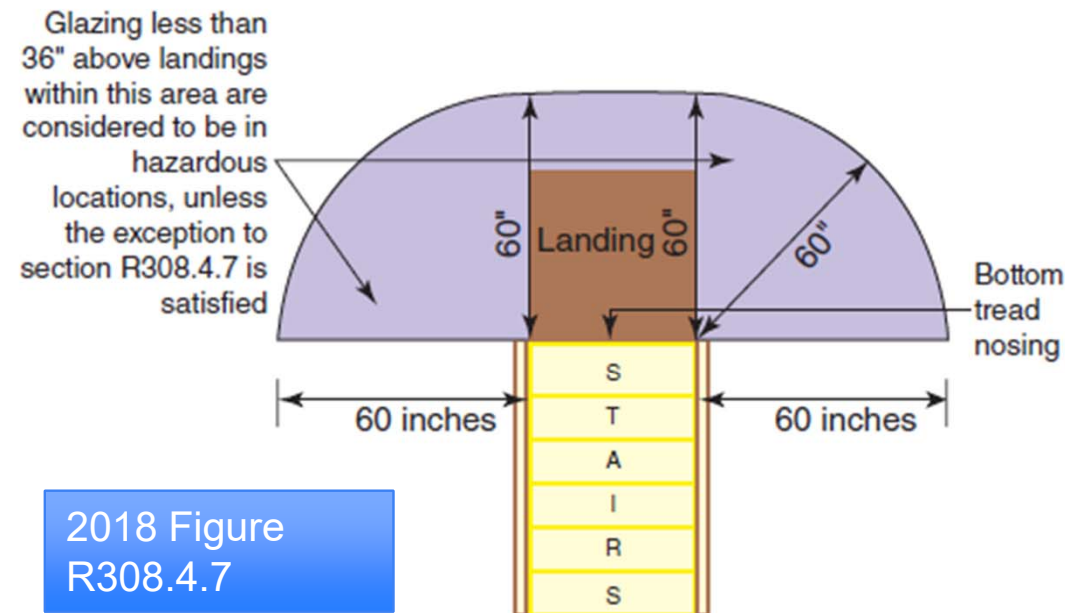 Glazing less than
36" above landings
within this area are
considered to be in
hazardous
locations, unless
the exception to
section R308.4.7 is
satisfied
60"
Landing
60"
60"
Bottom
tread
nosing
60 inches
60 inches
S
T
A
I
R
S
2018 Figure
R308.4.7